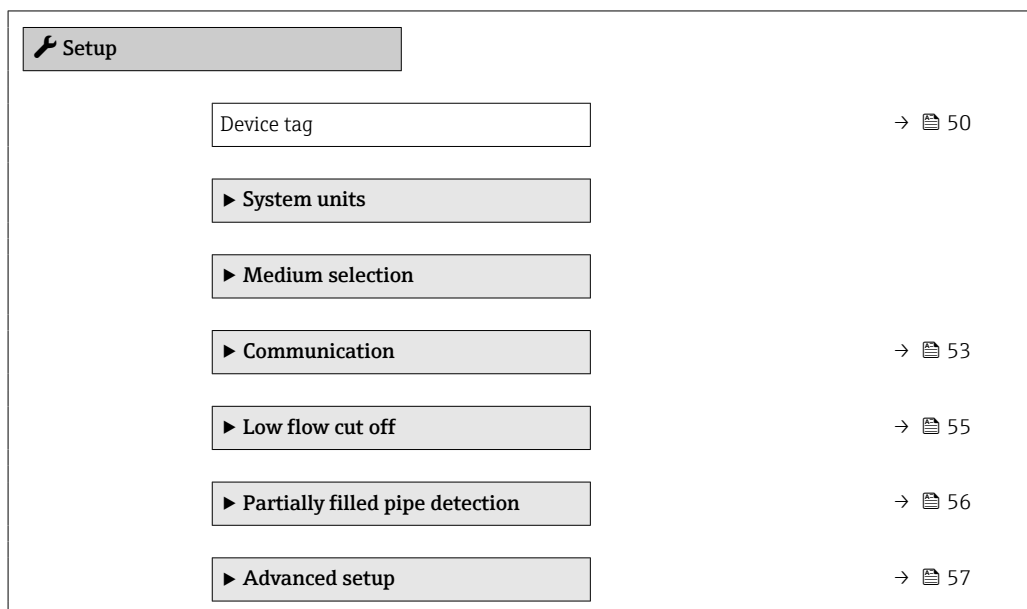 Setup
Device tag → 50
▶ System units
▶ Medium selection
▶ Communication → 53
▶ Low flow cut off → 55
▶ Partially filled pipe detection → 56
▶ Advanced setup → 57